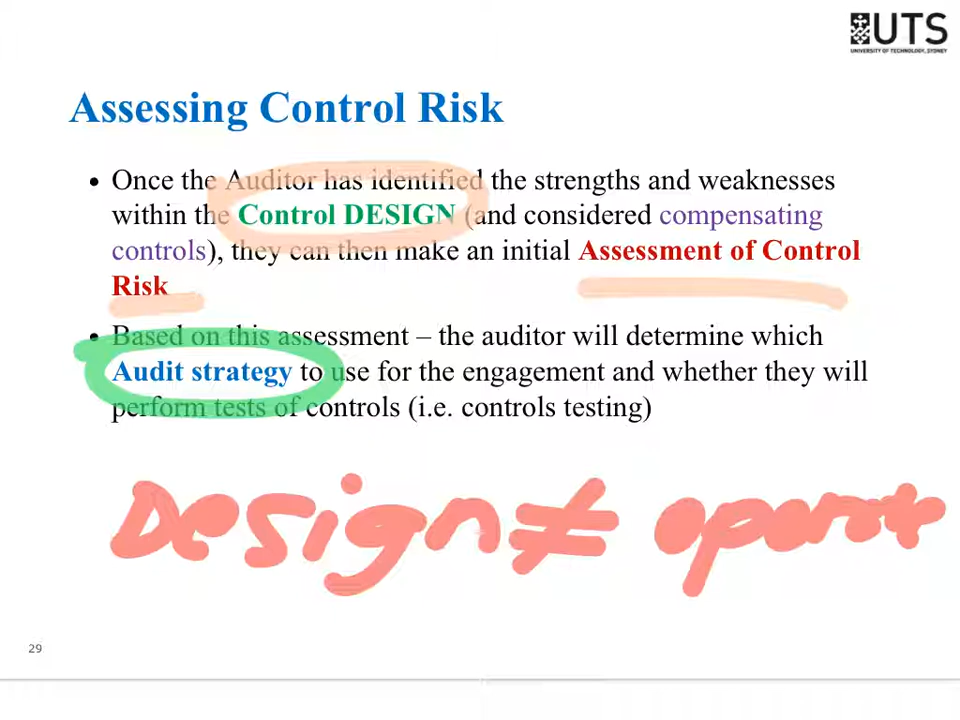 UTS
UNIVERSITY OF TECHNOLOGY, SYDNEY
Assessing Control Risk
• Once the Auditor has identified the strengths and weaknesses
within the Control DESIGN (and considered compensating
controls), they can then make an initial Assessment of Control
Risk
• Based on this assessment – the auditor will determine which
Audit strategy to use for the engagement and whether they will
perform tests of controls (i.e. controls testing)
Design ≠ operate
29